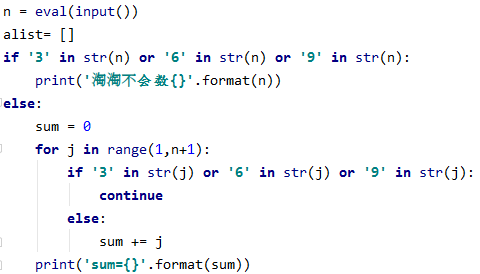 n = eval(input())
alist= []
if '3' in str(n) or '6' in str(n) or '9' in str(n):
    print('淘淘不会数{}'.format(n))
else:
    sum = 0
    for j in range(1,n+1):
        if '3' in str(j) or '6' in str(j) or '9' in str(j):
            continue
        else:
            sum += j
    print('sum={}'.format(sum))